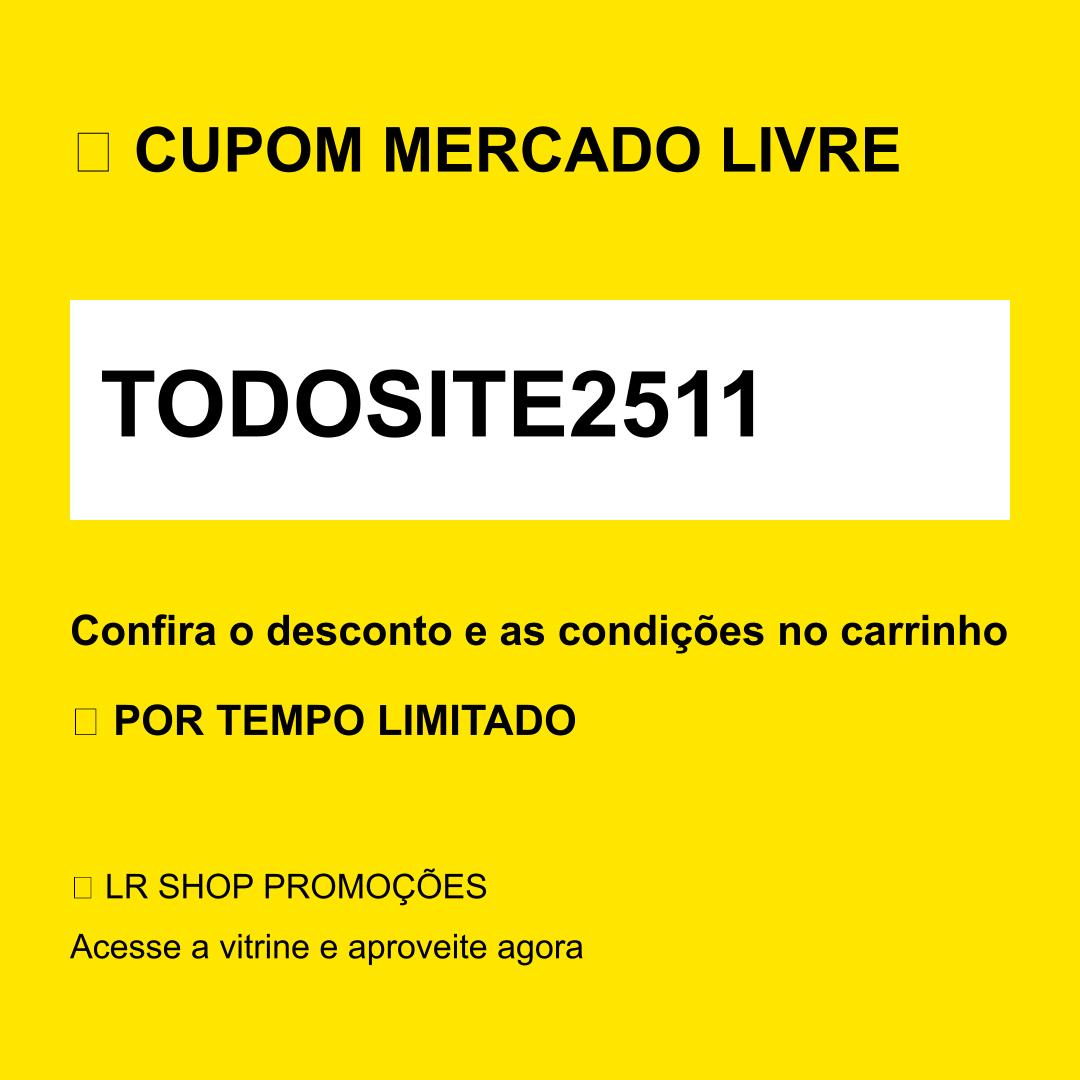 CUPOM MERCADO LIVRE
TODOSITE2511
Confira o desconto e as condições no carrinho
POR TEMPO LIMITADO
LR SHOP PROMOÇÕES
Acesse a vitrine e aproveite agora